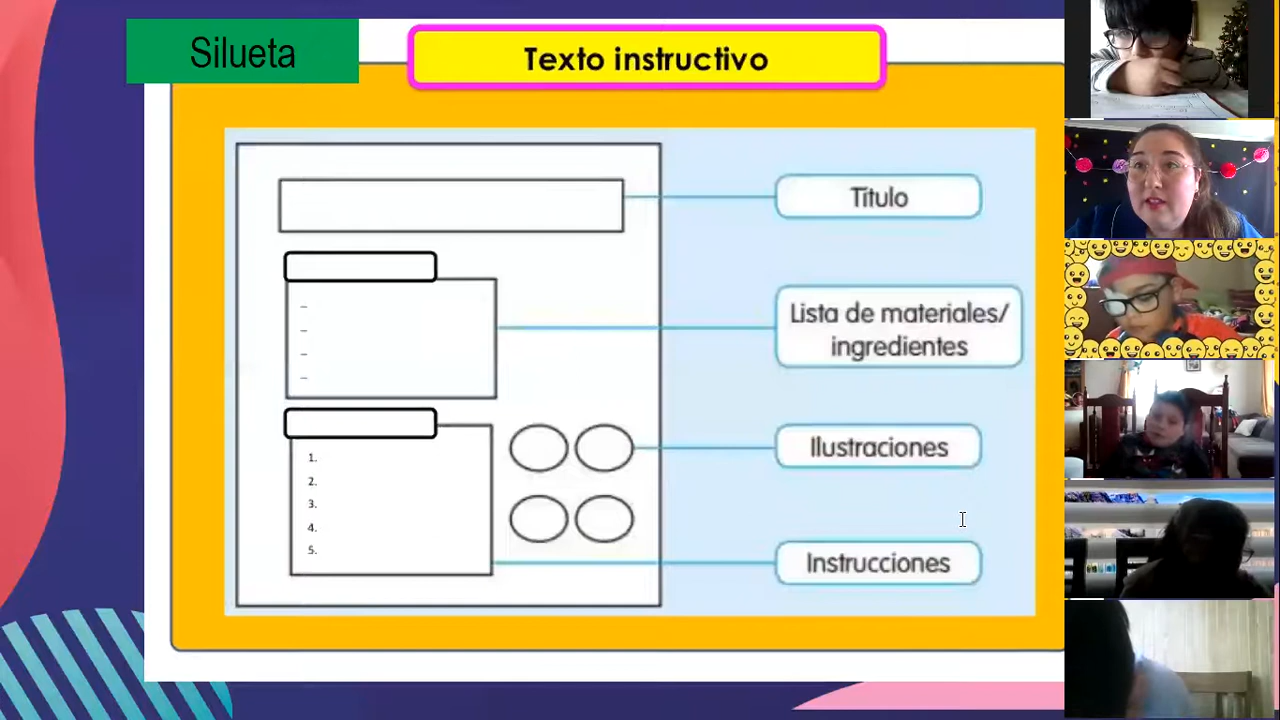 Silueta
Texto instructivo
Título
–
–
–
–
Lista de materiales/
ingredientes
1.
2.
3.
4.
5.
Ilustraciones
Instrucciones